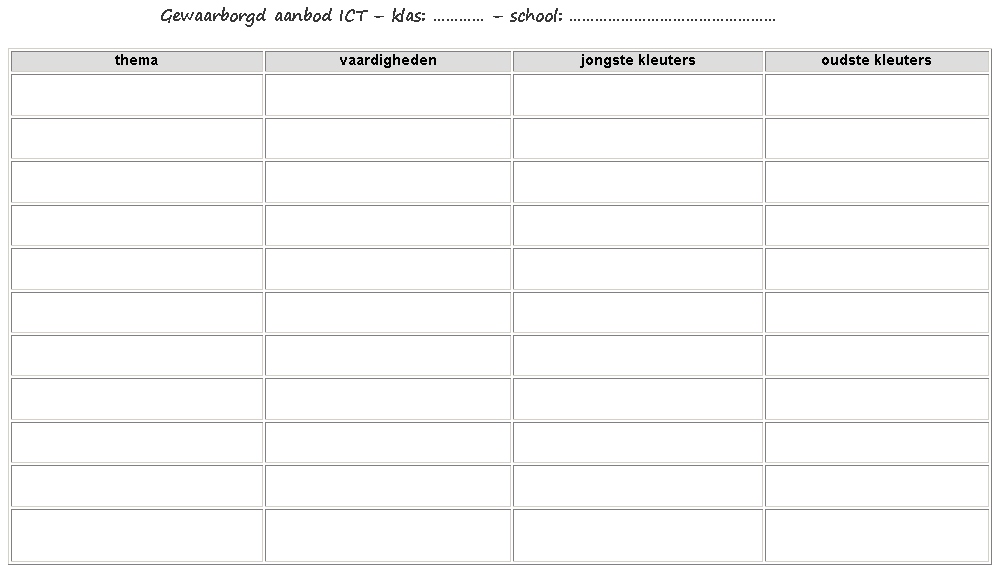 Gewaarborgd aanbod ICT – klas: ………… – school: …………………………………………
thema vaardigheden jongste kleuters oudste kleuters